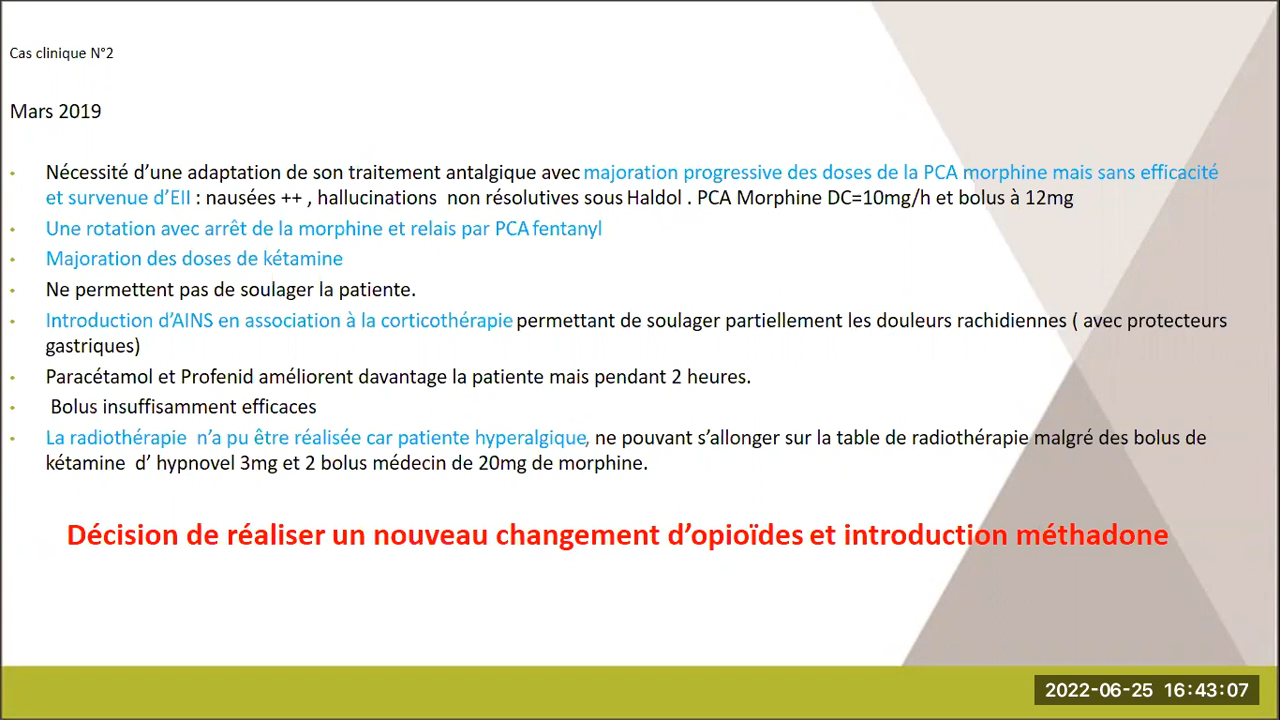 Cas clinique N°2
Mars 2019
• Nécessité d’une adaptation de son traitement antalgique avec majoration progressive des doses de la PCA morphine mais sans efficacité
et survenue d’EII : nausées ++ , hallucinations non résolutives sous Haldol . PCA Morphine DC=10mg/h et bolus à 12mg
• Une rotation avec arrêt de la morphine et relais par PCA fentanyl
• Majoration des doses de kétamine
• Ne permettent pas de soulager la patiente.
• Introduction d’AINS en association à la corticothérapie permettant de soulager partiellement les douleurs rachidiennes ( avec protecteurs
gastriques)
• Paracétamol et Profenid améliorent davantage la patiente mais pendant 2 heures.
• Bolus insuffisamment efficaces
• La radiothérapie n’a pu être réalisée car patiente hyperalgique, ne pouvant s’allonger sur la table de radiothérapie malgré des bolus de
kétamine d’ hypnovel 3mg et 2 bolus médecin de 20mg de morphine.
Décision de réaliser un nouveau changement d’opioïdes et introduction méthadone
2022-06-25 16:43:07